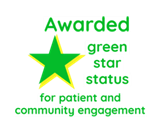 Awarded
green
star
status
for patient and
community engagement